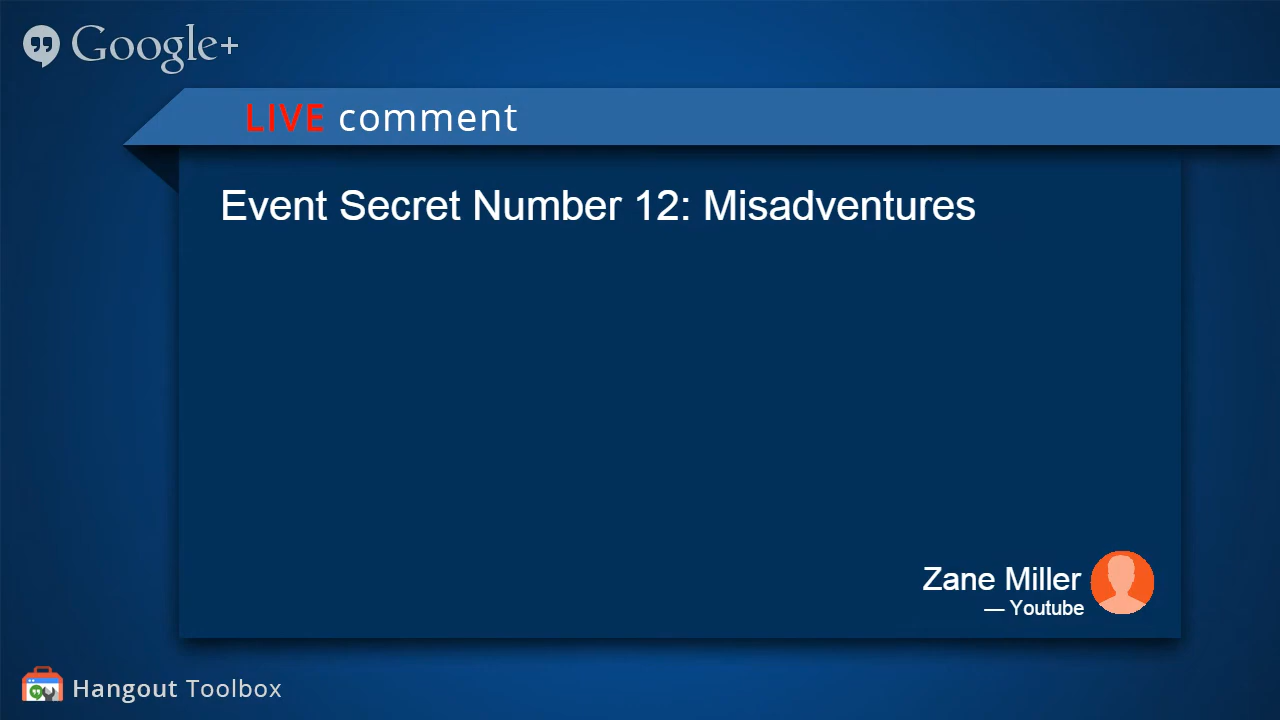 Google+
LIVE comment
Event Secret Number 12: Misadventures
Zane Miller
— Youtube
Hangout Toolbox